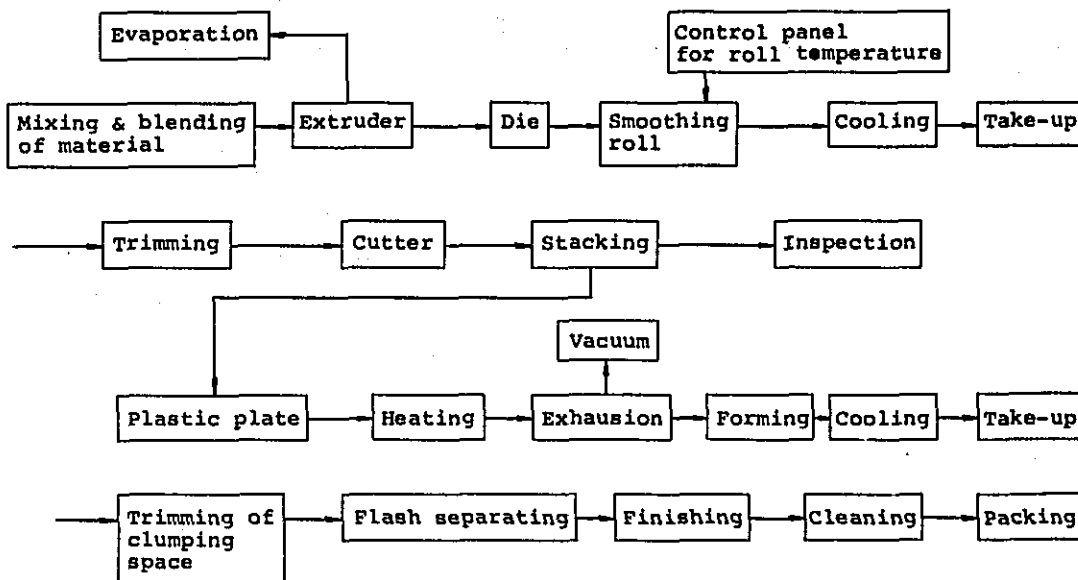 Evaporation
Control panel
for roll temperature
Mixing & blending
of material
Extruder
Die
Smoothing
roll
Cooling
Take-up
Trimming
Cutter
Stacking
Inspection
Vacuum
Plastic plate
Heating
Exhausion
Forming
Cooling
Take-up
Trimming of
clumping
space
Flash separating
Finishing
Cleaning
Packing